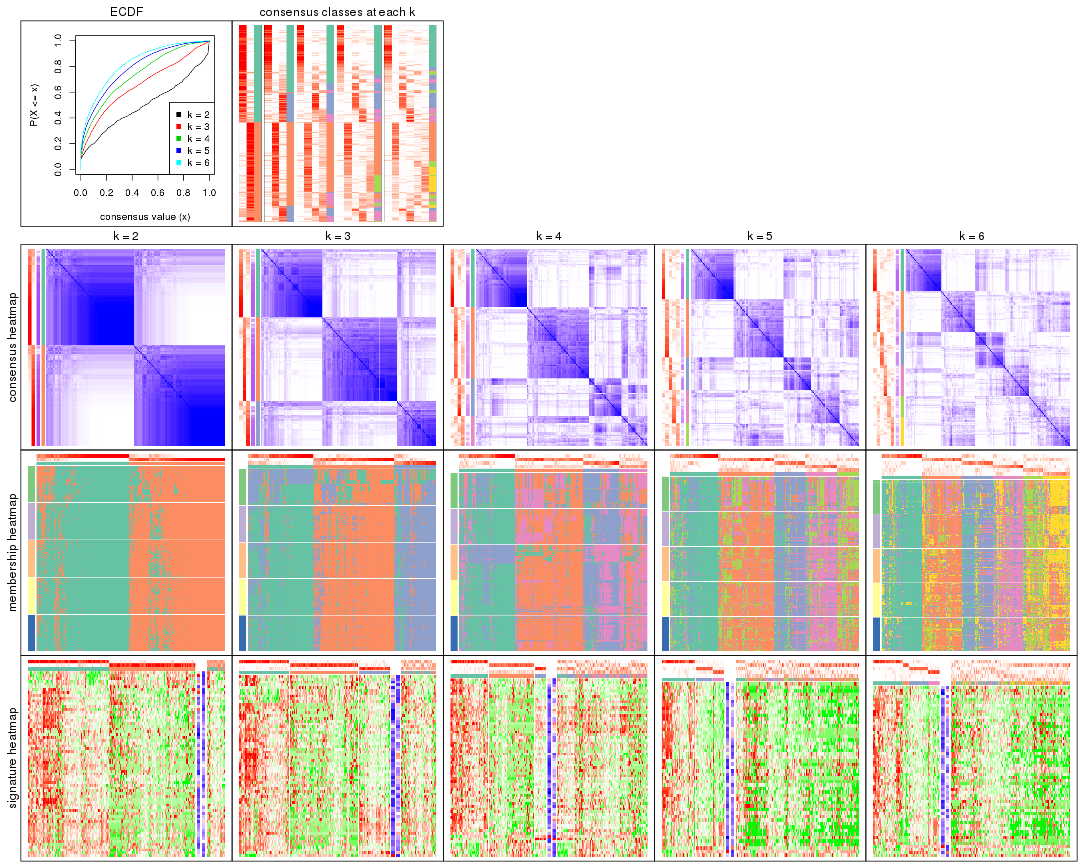 ECDF
consensus classes at each k
P(X <= x)
0.0 0.2 0.4 0.6 0.8 1.0
k = 2
k = 3
k = 4
k = 5
k = 6
0.0 0.2 0.4 0.6 0.8 1.0
consensus value (x)
k = 2 k = 3 k = 4 k = 5 k = 6
consensus heatmap
membership heatmap
signature heatmap